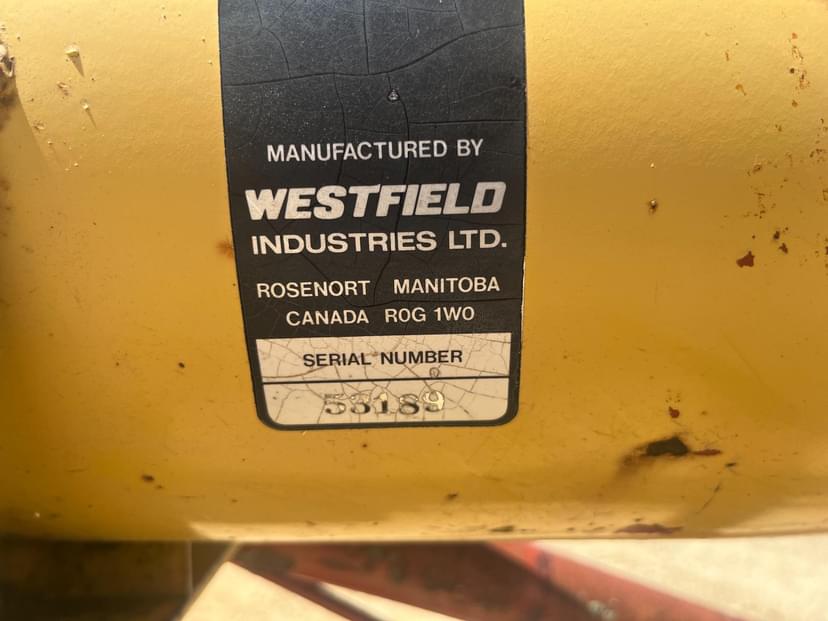 MANUFACTURED BY
WESTFIELD
INDUSTRIES LTD.
ROSENORT MANITOBA
CANADA R0G 1W0
SERIAL NUMBER
53189